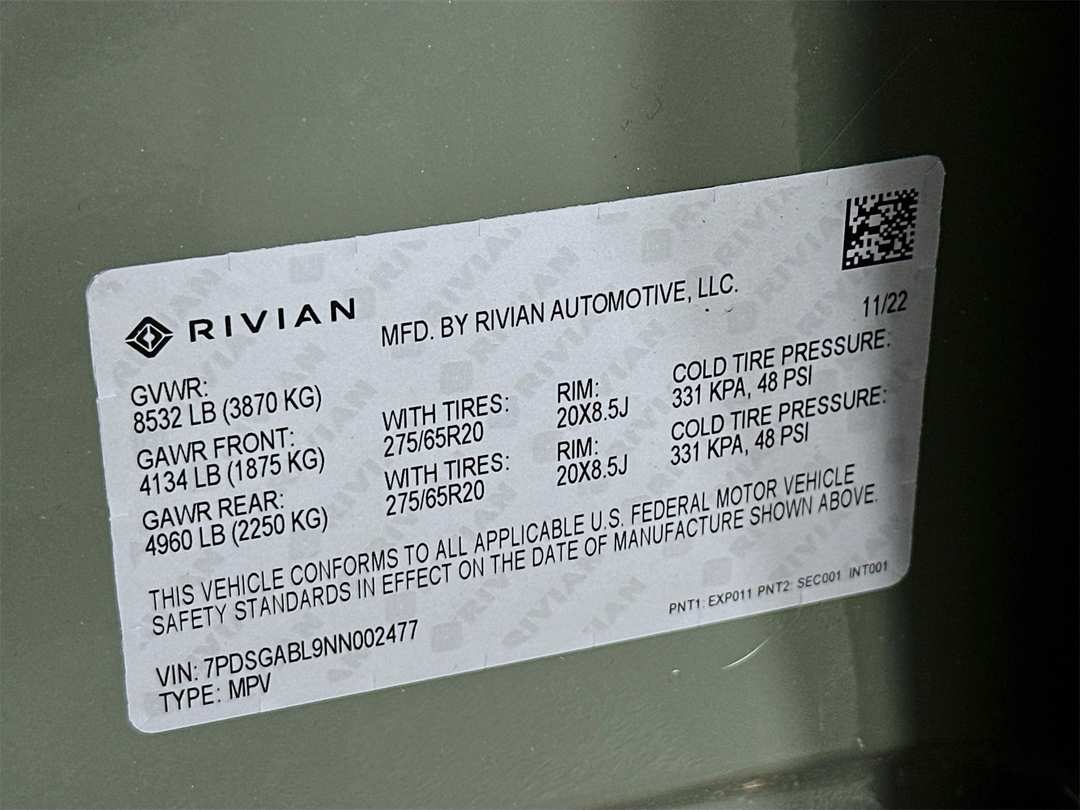 RIVIAN
MFD. BY RIVIAN AUTOMOTIVE, LLC.
11/22
GVWR:
8532 LB (3870 KG)
GAWR FRONT:
4134 LB (1875 KG)
WITH TIRES:
275/65R20
RIM:
20X8.5J
COLD TIRE PRESSURE:
331 KPA, 48 PSI
GAWR REAR:
4960 LB (2250 KG)
WITH TIRES:
275/65R20
RIM:
20X8.5J
COLD TIRE PRESSURE:
331 KPA, 48 PSI
THIS VEHICLE CONFORMS TO ALL APPLICABLE U.S. FEDERAL MOTOR VEHICLE
SAFETY STANDARDS IN EFFECT ON THE DATE OF MANUFACTURE SHOWN ABOVE.
PNT1: EXP011 PNT2: SEC001 INT001
VIN: 7PDSGABL9NN002477
TYPE: MPV